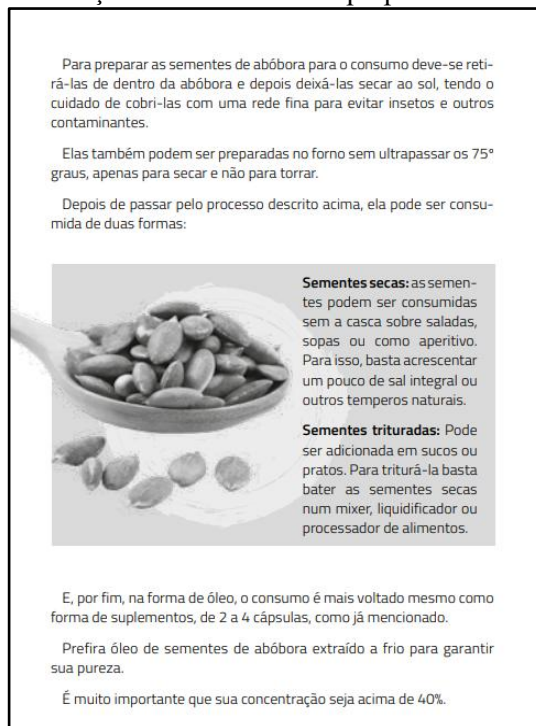 Para preparar as sementes de abóbora para o consumo deve-se reti-
rá-las de dentro da abóbora e depois deixá-las secar ao sol, tendo o
cuidado de cobri-las com uma rede fina para evitar insetos e outros
contaminantes.
Elas também podem ser preparadas no forno sem ultrapassar os 75º
graus, apenas para secar e não para torrar.
Depois de passar pelo processo descrito acima, ela pode ser consu-
mida de duas formas:
Sementes secas: as semen-
tes podem ser consumidas
sem a casca sobre saladas,
sopas ou como aperitivo.
Para isso, basta acrescentar
um pouco de sal integral ou
outros temperos naturais.
Sementes trituradas: Pode
ser adicionada em sucos ou
pratos. Para triturá-la basta
bater as sementes secas
num mixer, liquidificador ou
processador de alimentos.
E, por fim, na forma de óleo, o consumo é mais voltado mesmo como
forma de suplementos, de 2 a 4 cápsulas, como já mencionado.
Prefira óleo de sementes de abóbora extraído a frio para garantir
sua pureza.
É muito importante que sua concentração seja acima de 40%.